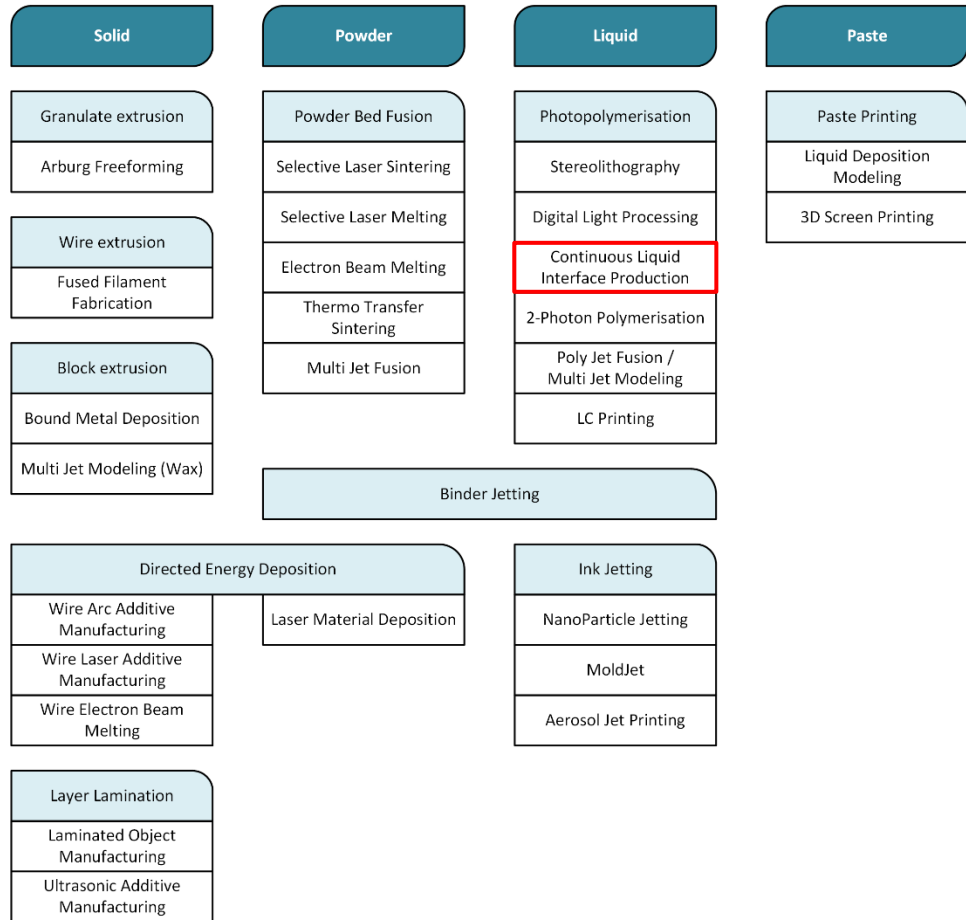 Solid
Powder
Liquid
Paste
Granulate extrusion
Arburg Freeforming
Wire extrusion
Fused Filament
Fabrication
Block extrusion
Bound Metal Deposition
Multi Jet Modeling (Wax)
Powder Bed Fusion
Selective Laser Sintering
Selective Laser Melting
Electron Beam Melting
Thermo Transfer
Sintering
Multi Jet Fusion
Photopolymerisation
Stereolithography
Digital Light Processing
Continuous Liquid
Interface Production
2-Photon Polymerisation
Poly Jet Fusion /
Multi Jet Modeling
LC Printing
Paste Printing
Liquid Deposition
Modeling
3D Screen Printing
Binder Jetting
Directed Energy Deposition
Wire Arc Additive
Manufacturing
Wire Laser Additive
Manufacturing
Wire Electron Beam
Melting
Laser Material Deposition
Ink Jetting
NanoParticle Jetting
MoldJet
Aerosol Jet Printing
Layer Lamination
Laminated Object
Manufacturing
Ultrasonic Additive
Manufacturing